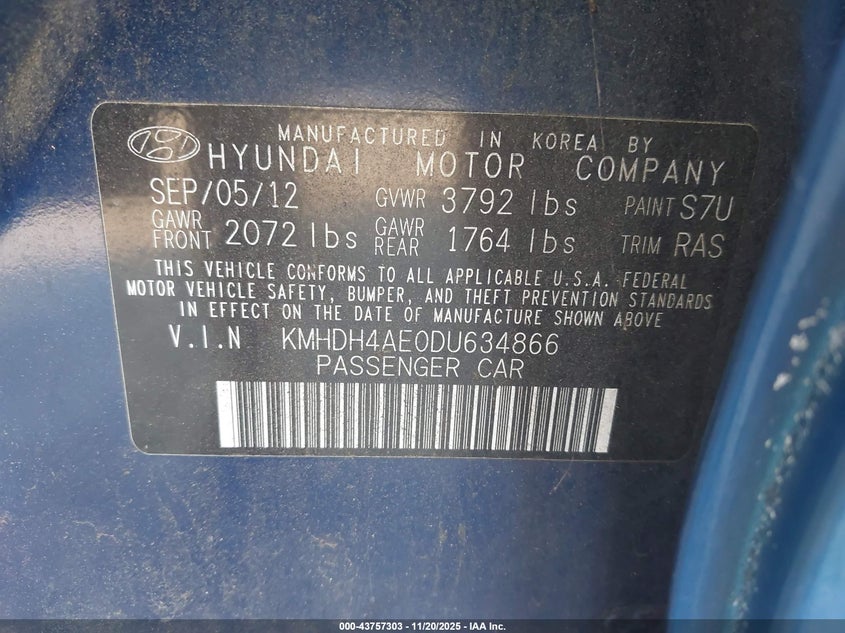 MANUFACTURED IN KOREA BY
HYUNDAI MOTOR COMPANY
SEP/05/12 GVWR 3792 lbs PAINT S7U
GAWR FRONT 2072 lbs GAWR REAR 1764 lbs TRIM RAS
THIS VEHICLE CONFORMS TO ALL APPLICABLE U.S.A. FEDERAL
MOTOR VEHICLE SAFETY, BUMPER, AND THEFT PREVENTION STANDARDS
IN EFFECT ON THE DATE OF MANUFACTURE SHOWN ABOVE
V.I.N KMHDH4AE0DU634866
PASSENGER CAR
000-43757303 - 11/20/2025 - IAA Inc.